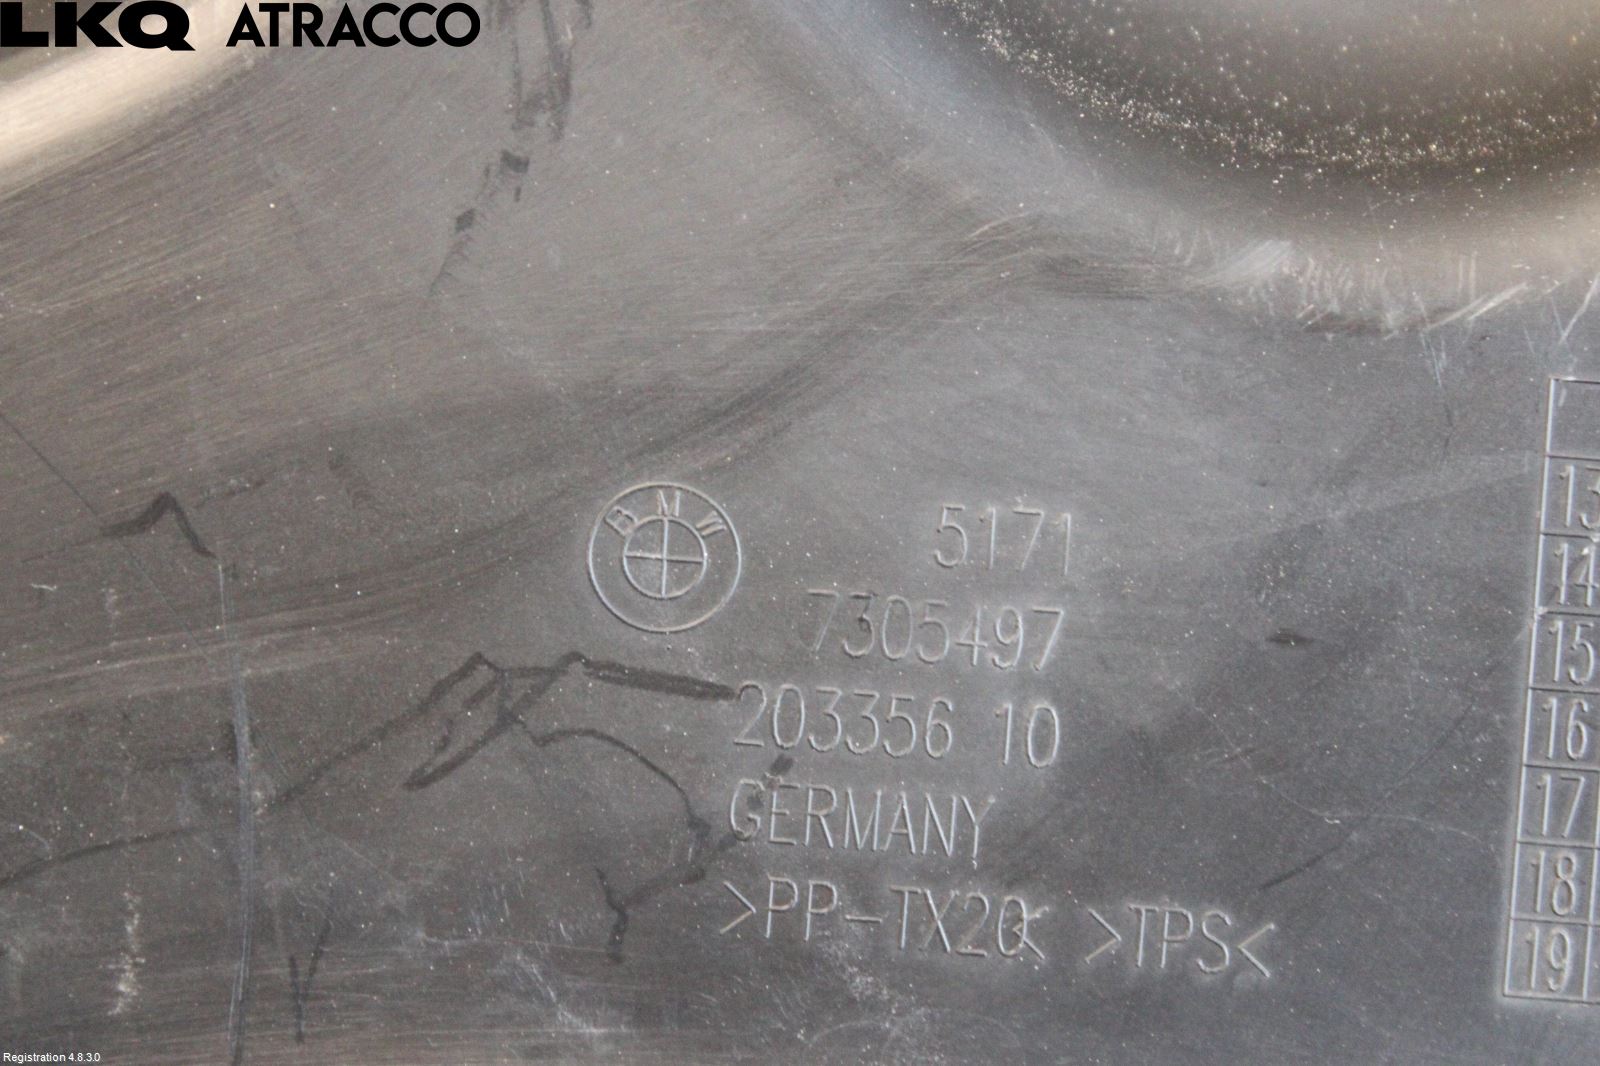 LKQ ATRACCO
BMW
5171
7305497
203356 10
GERMANY
>PP-TX20< >TPS<
13
14
15
16
17
18
19
Registration 4.8.3.0